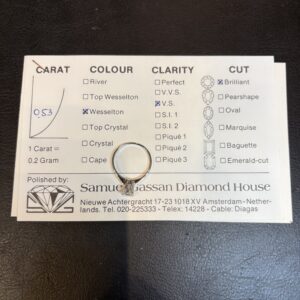 CARAT COLOUR CLARITY CUT
0,53
River
Top Wesselton
Wesselton
Top Crystal
Crystal
Cape
Perfect
V.V.S.
V.S.
S.I. 1
S.I. 2
Piqué 1
Piqué 2
Piqué 3
Brilliant
Pearshape
Oval
Marquise
Baguette
Emerald-cut
1 Carat =
0.2 Gram
Polished by:
Samuel Gassan Diamond House
Nieuwe Achtergracht 17-23 1018 XV Amsterdam-Nether-
lands. Tel. 020-225333 - Telex: 14228 - Cable: Diagas